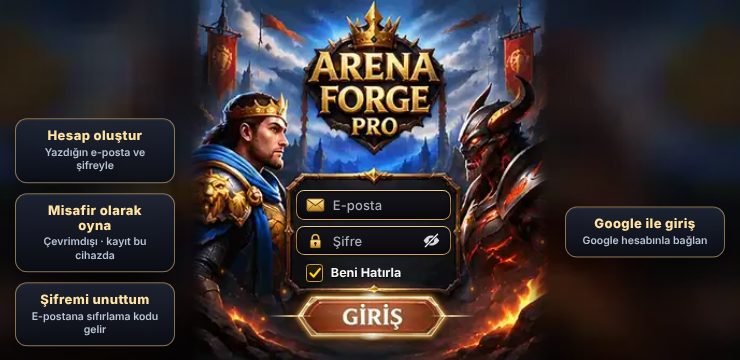 ARENA
FORGE
PRO
Hesap oluştur
Yazdığın e-posta ve
şifreyle
Misafir olarak
oyna
Çevrimdışı · kayıt bu
cihazda
Şifremi unuttum
E-postana sıfırlama kodu
gelir
E-posta
Şifre
Beni Hatırla
GİRİŞ
Google ile giriş
Google hesabınla bağlan